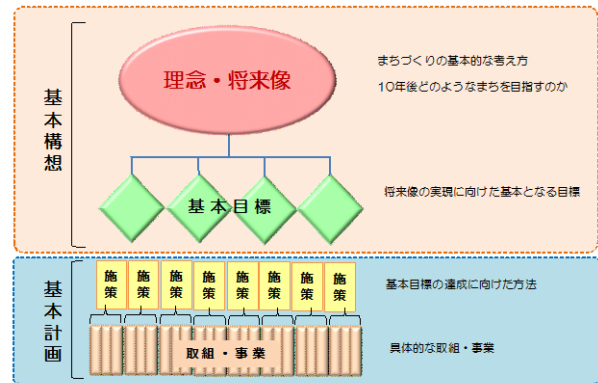 基本構想
理念・将来像
まちづくりの基本的な考え方
10年後どのようなまちを目指すのか
基本目標
将来像の実現に向けた基本となる目標
基本計画
施策 施策 施策 施策 施策 施策 施策 施策
基本目標の達成に向けた方法
取組・事業
具体的な取組・事業